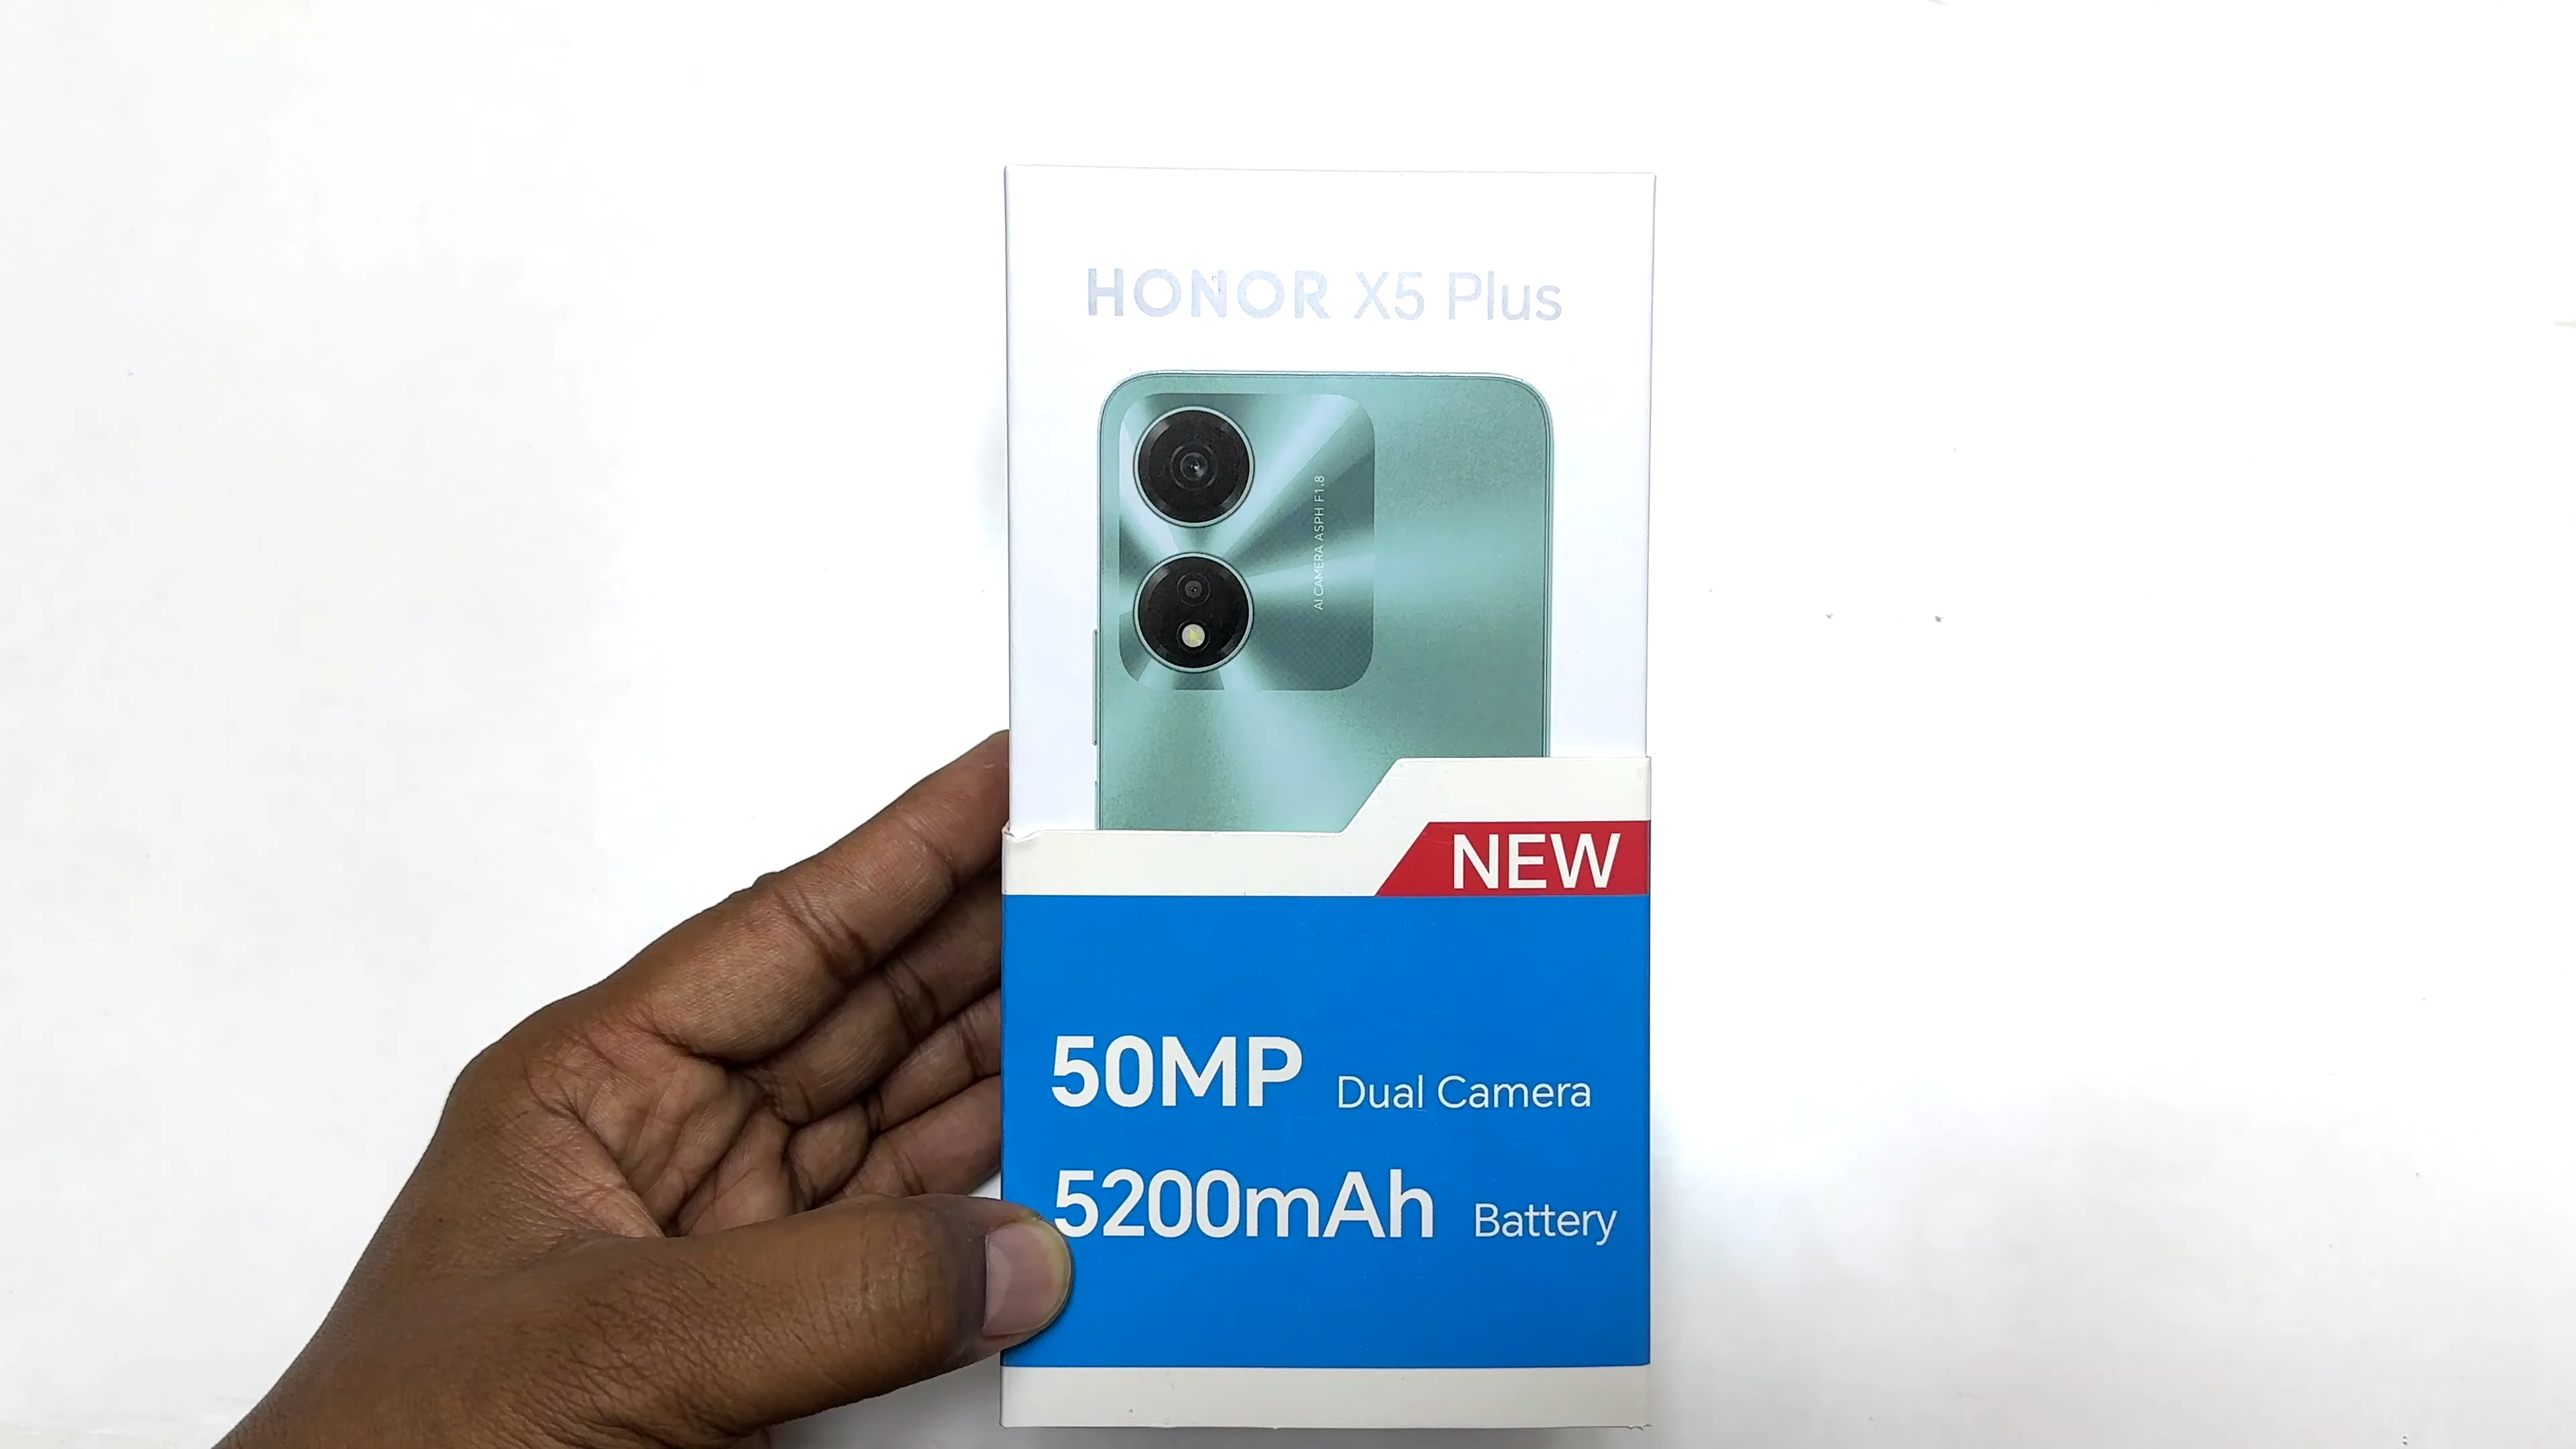 HONOR X5 Plus
AI CAMERA ASPH F1.8
NEW
50MP Dual Camera
5200mAh Battery